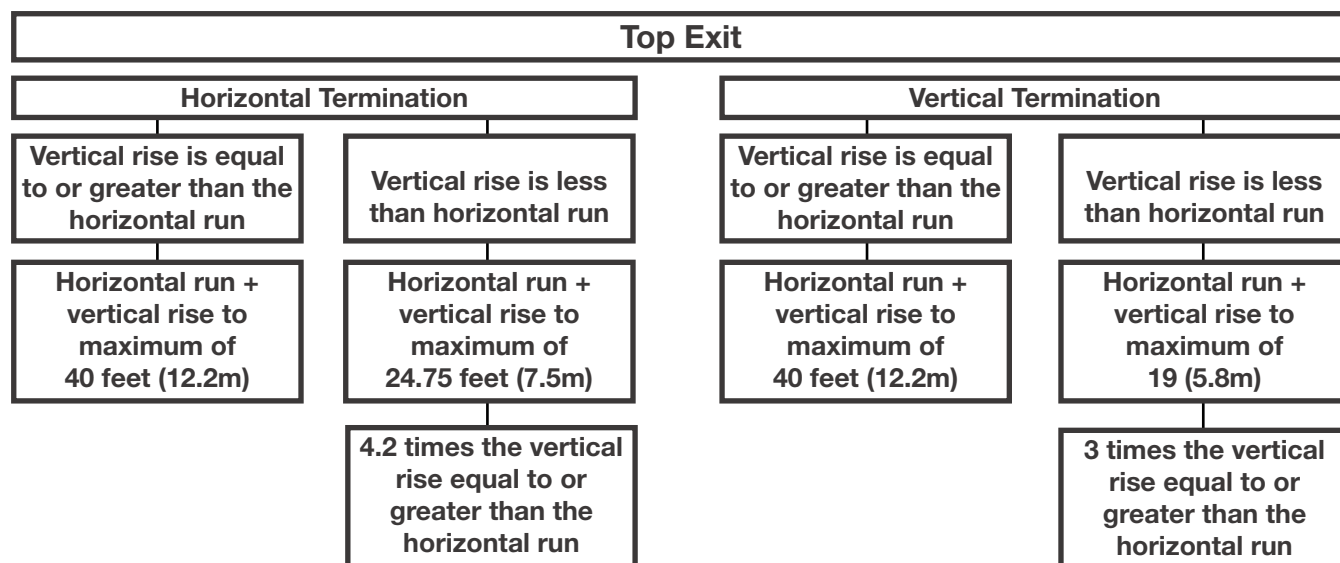 Top Exit
Horizontal Termination
Vertical rise is equal
to or greater than the
horizontal run
Horizontal run +
vertical rise to
maximum of
40 feet (12.2m)
Vertical rise is less
than horizontal run
Horizontal run +
vertical rise to
maximum of
24.75 feet (7.5m)
4.2 times the vertical
rise equal to or
greater than the
horizontal run
Vertical Termination
Vertical rise is equal
to or greater than the
horizontal run
Horizontal run +
vertical rise to
maximum of
40 feet (12.2m)
Vertical rise is less
than horizontal run
Horizontal run +
vertical rise to
maximum of
19 (5.8m)
3 times the vertical
rise equal to or
greater than the
horizontal run